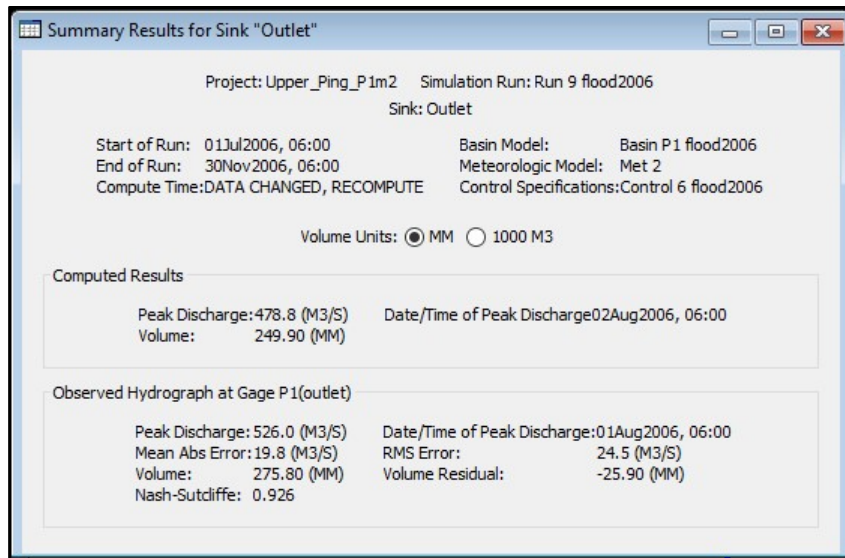 Summary Results for Sink "Outlet"
Project: Upper_Ping_P1m2 Simulation Run: Run 9 flood2006
Sink: Outlet
Start of Run: 01Jul2006, 06:00 Basin Model: Basin P1 flood2006
End of Run: 30Nov2006, 06:00 Meteorologic Model: Met 2
Compute Time:DATA CHANGED, RECOMPUTE Control Specifications:Control 6 flood2006
Volume Units: MM 1000 M3
Computed Results
Peak Discharge:478.8 (M3/S) Date/Time of Peak Discharge02Aug2006, 06:00
Volume: 249.90 (MM)
Observed Hydrograph at Gage P1(outlet)
Peak Discharge:526.0 (M3/S) Date/Time of Peak Discharge:01Aug2006, 06:00
Mean Abs Error:19.8 (M3/S) RMS Error: 24.5 (M3/S)
Volume: 275.80 (MM) Volume Residual: -25.90 (MM)
Nash-Sutcliffe: 0.926